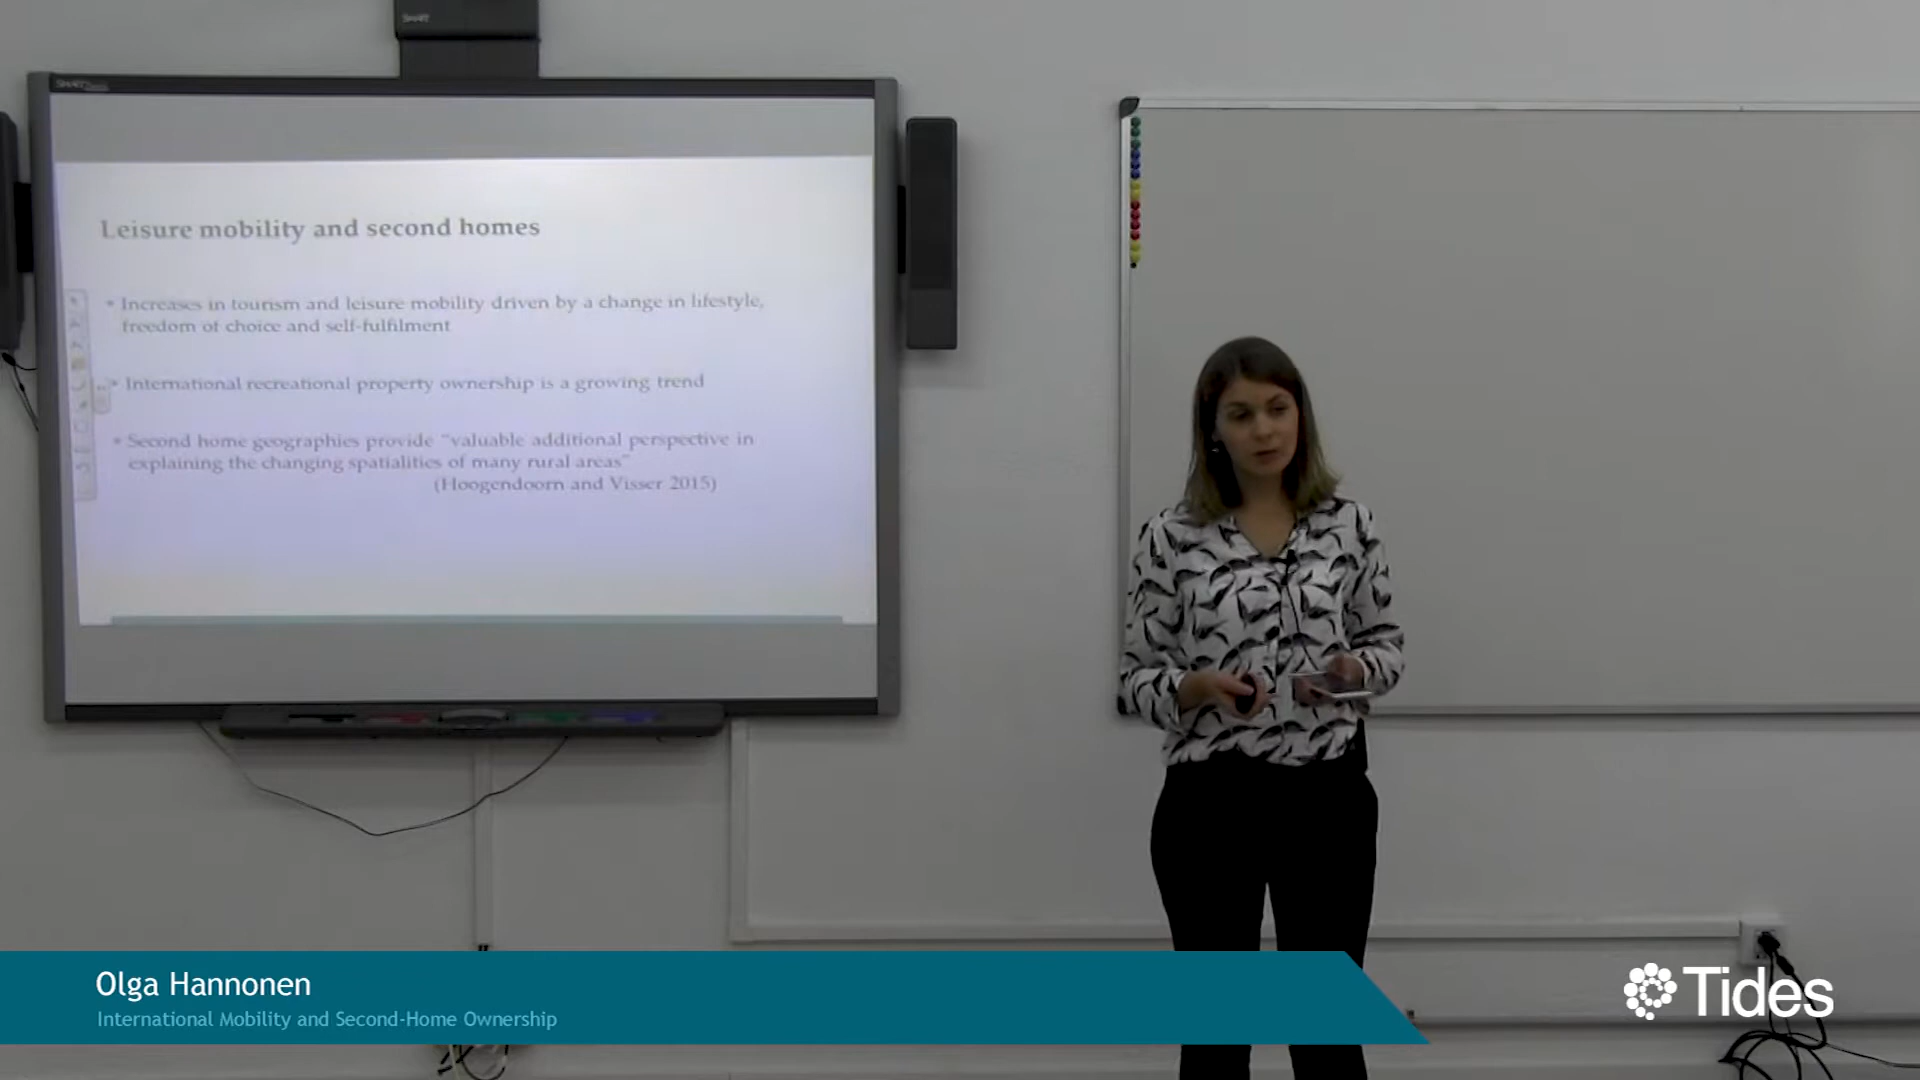 SMART
SMART
Leisure mobility and second homes
Increases in tourism and leisure mobility driven by a change in lifestyle,
freedom of choice and self-fulfilment
International recreational property ownership is a growing trend
Second home geographies provide "valuable additional perspective in
explaining the changing spatialities of many rural areas"
(Hoogendoorn and Visser 2015)
Olga Hannonen
International Mobility and Second-Home Ownership
Tides